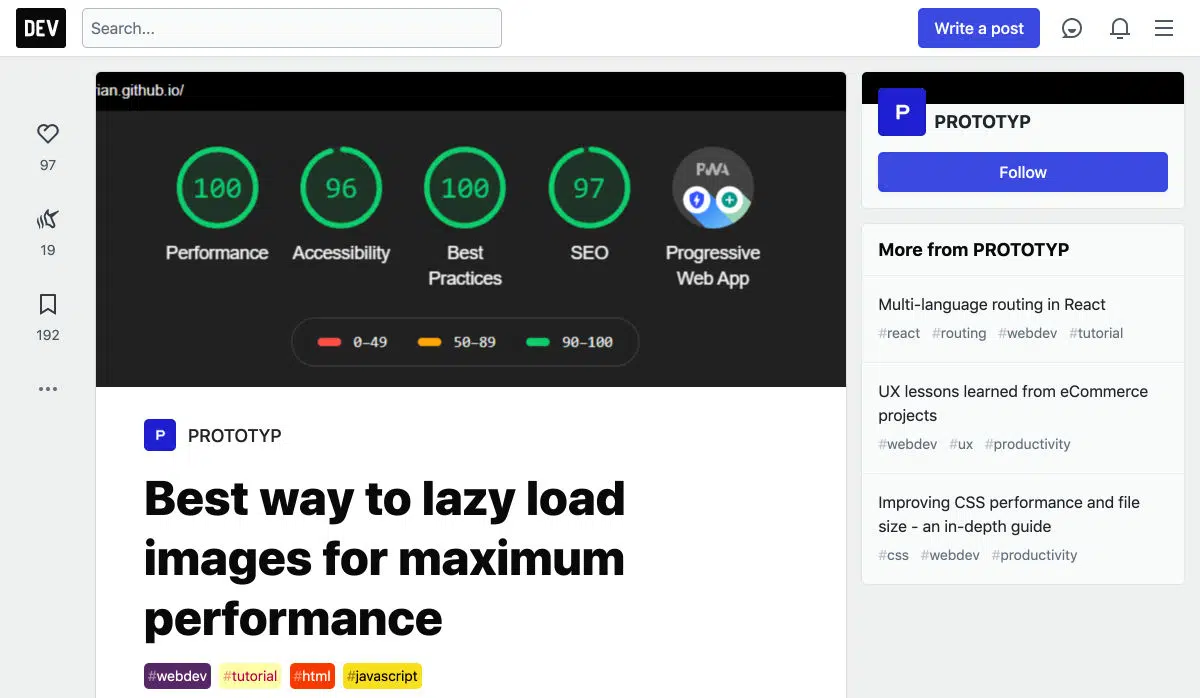 DEV
Search...
Write a post
97
19
192
ian.github.io/
100
96
100
97
PWA
Performance
Accessibility
Best
Practices
SEO
Progressive
Web App
0–49
50–89
90–100
P
PROTOTYP
Best way to lazy load
images for maximum
performance
#webdev #tutorial #html #javascript
P
PROTOTYP
Follow
More from PROTOTYP
Multi-language routing in React
#react #routing #webdev #tutorial
UX lessons learned from eCommerce
projects
#webdev #ux #productivity
Improving CSS performance and file
size - an in-depth guide
#css #webdev #productivity